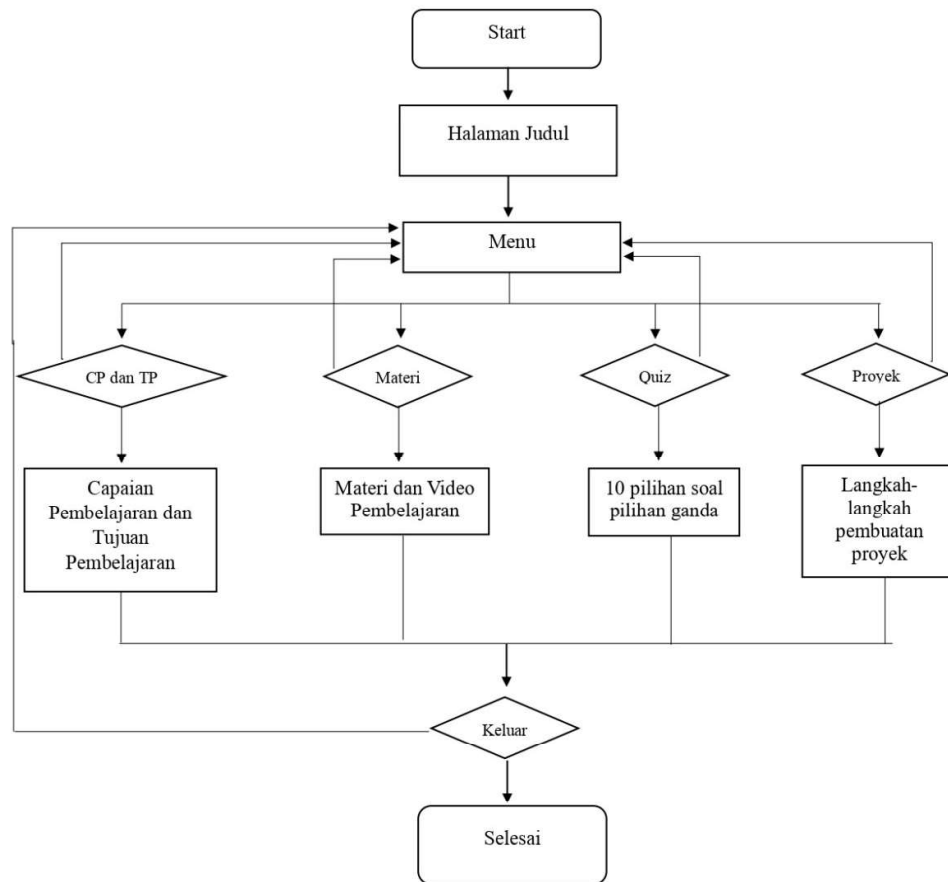 Start
Halaman Judul
Menu
CP dan TP
Materi
Quiz
Proyek
Capaian
Pembelajaran dan
Tujuan
Pembelajaran
Materi dan Video
Pembelajaran
10 pilihan soal
pilihan ganda
Langkah-
langkah
pembuatan
proyek
Keluar
Selesai